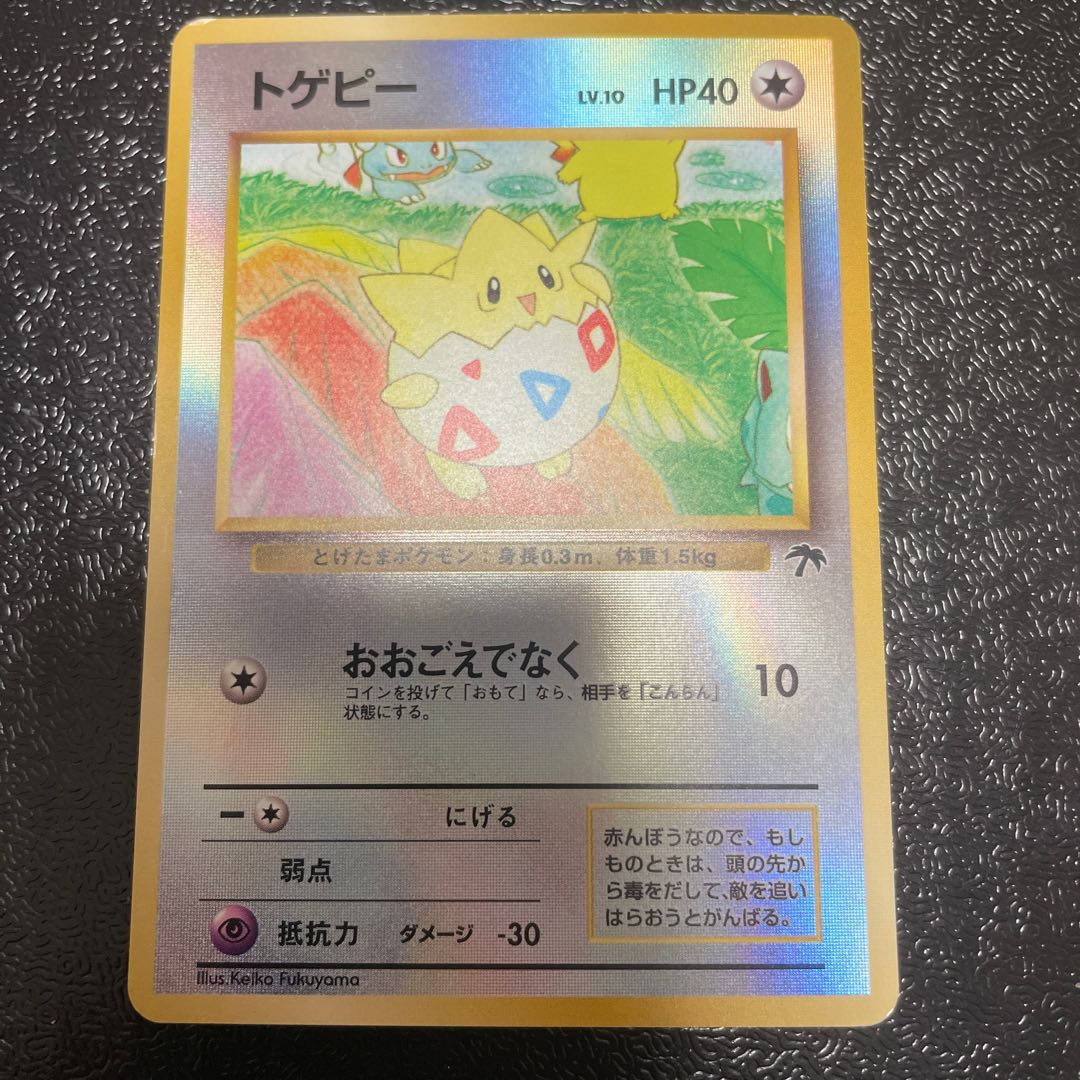 トゲピー LV.10 HP40
とげたまポケモン：身長0.3m、体重1.5kg
おおごえでなく 10
コインを投げて「おもて」なら、相手を「こんらん」
状態にする。
ー にげる
弱点
抵抗力 ダメージ -30
赤んぼうなので、もし
ものときは、頭の先か
ら毒をだして、敵を追い
はらおうとがんばる。
Illus.Keiko Fukuyama